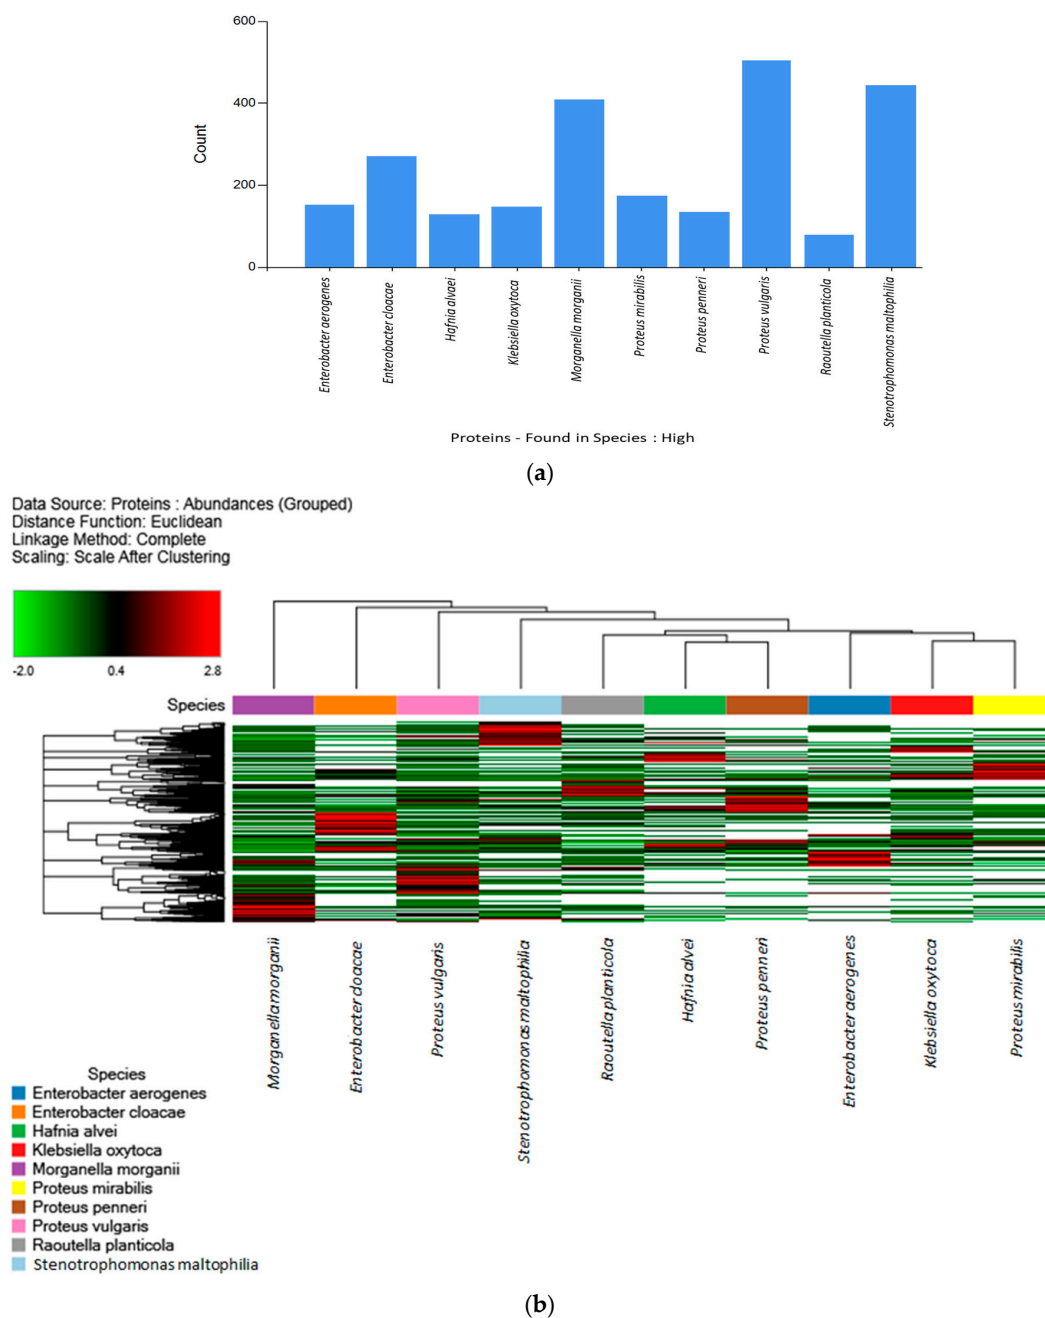 600
400
200
0
Count
Enterobacter aerogenes
Enterobacter cloacae
Hafnia alvaei
Klebsiella oxytoca
Morganella morganii
Proteus mirabilis
Proteus penneri
Proteus vulgaris
Raoutella planticola
Stenotrophomonas maltophilia
Proteins - Found in Species : High
(a)
Data Source: Proteins : Abundances (Grouped)
Distance Function: Euclidean
Linkage Method: Complete
Scaling: Scale After Clustering
-2.0 0.4 2.8
Species
Morganella morganii
Enterobacter cloacae
Proteus vulgaris
Stenotrophomonas maltophilia
Raoutella planticola
Hafnia alvei
Proteus penneri
Enterobacter aerogenes
Klebsiella oxytoca
Proteus mirabilis
Species
Enterobacter aerogenes
Enterobacter cloacae
Hafnia alvei
Klebsiella oxytoca
Morganella morganii
Proteus mirabilis
Proteus penneri
Proteus vulgaris
Raoutella planticola
Stenotrophomonas maltophilia
(b)